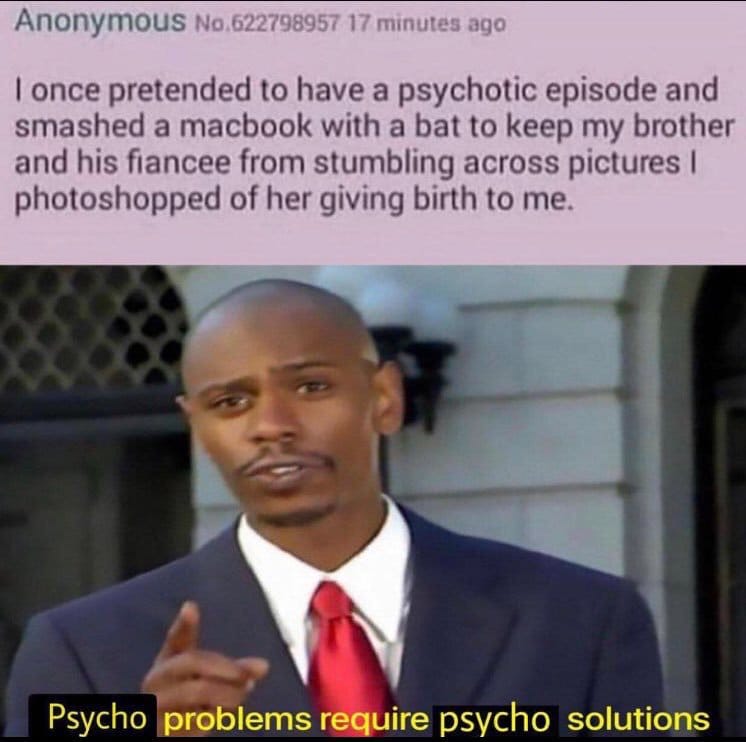 Anonymous No.622798957 17 minutes ago
I once pretended to have a psychotic episode and
smashed a macbook with a bat to keep my brother
and his fiancee from stumbling across pictures I
photoshopped of her giving birth to me.
Psycho problems require psycho solutions